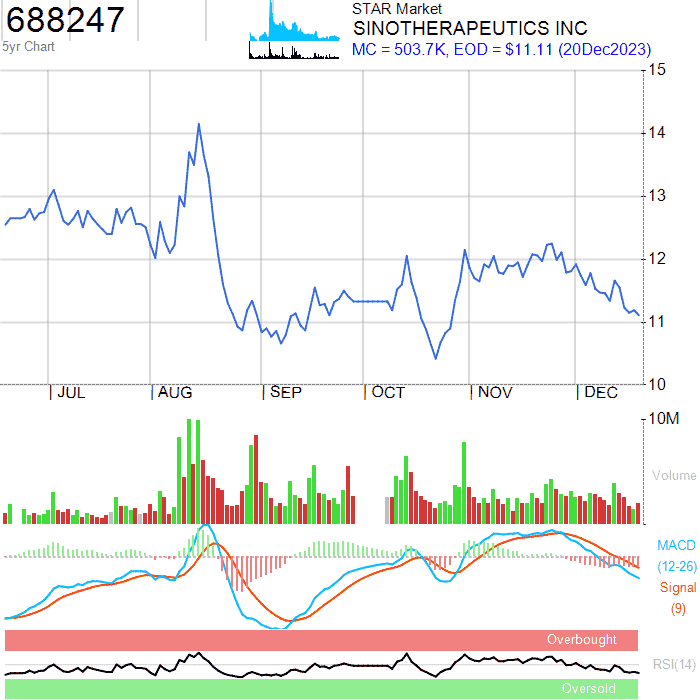 688247
5yr Chart
STAR Market
SINOTHERAPEUTICS INC
MC = 503.7K, EOD = $11.11 (20Dec2023)
15
14
13
12
11
10
| JUL | AUG | SEP | OCT | NOV | DEC
10M
Volume
MACD
(12-26)
Signal
(9)
Overbought
RSI(14)
Oversold